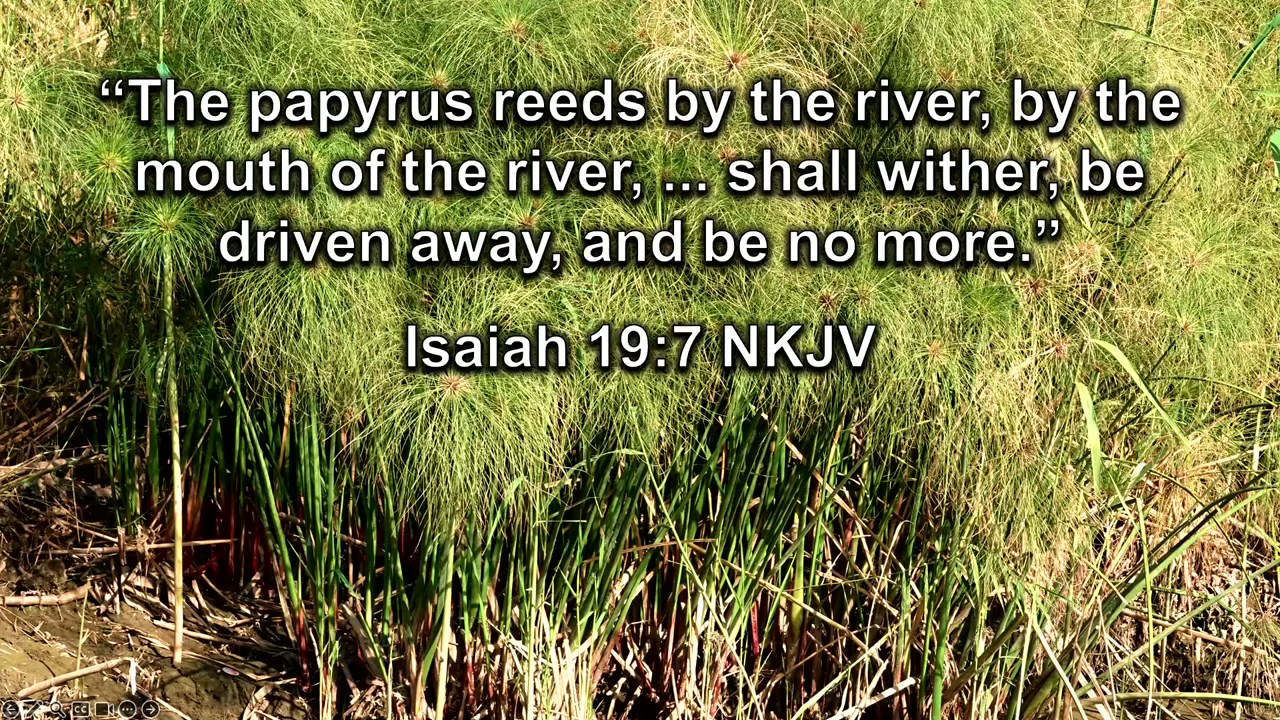 “The papyrus reeds by the river, by the
mouth of the river, ... shall wither, be
driven away, and be no more.”
Isaiah 19:7 NKJV